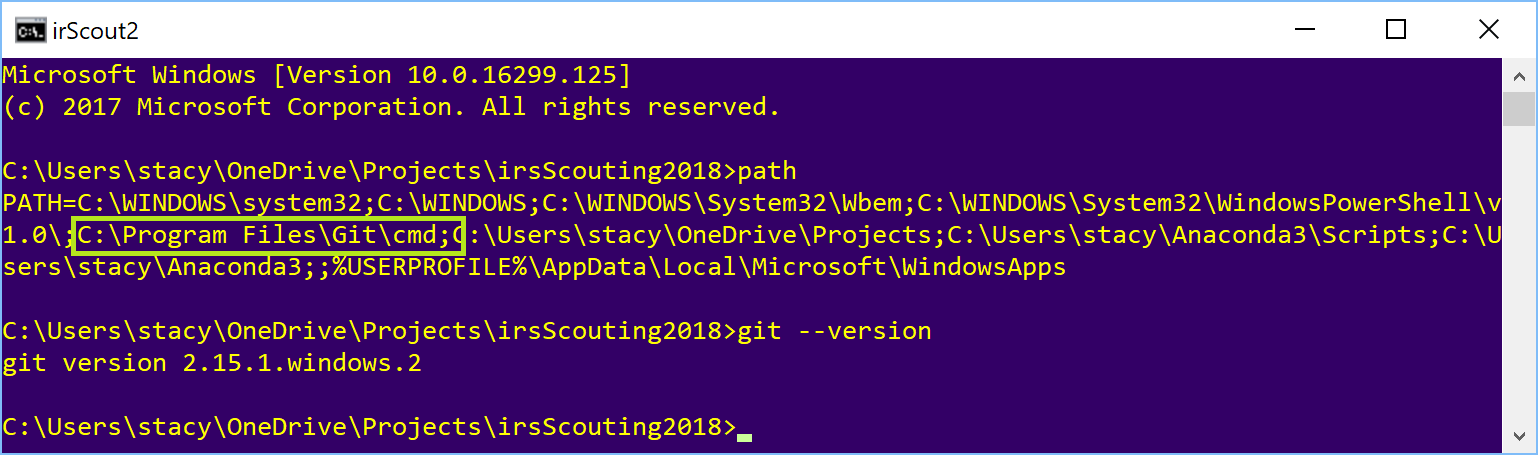 irScout2
Microsoft Windows [Version 10.0.16299.125]
(c) 2017 Microsoft Corporation. All rights reserved.
C:\Users\stacy\OneDrive\Projects\irsScouting2018>path
PATH=C:\WINDOWS\system32;C:\WINDOWS;C:\WINDOWS\System32\Wbem;C:\WINDOWS\System32\WindowsPowerShell\v
1.0\;C:\Program Files\Git\cmd;C:\Users\stacy\OneDrive\Projects;C:\Users\stacy\Anaconda3\Scripts;C:\U
sers\stacy\Anaconda3;;%USERPROFILE%\AppData\Local\Microsoft\WindowsApps
C:\Users\stacy\OneDrive\Projects\irsScouting2018>git --version
git version 2.15.1.windows.2
C:\Users\stacy\OneDrive\Projects\irsScouting2018>